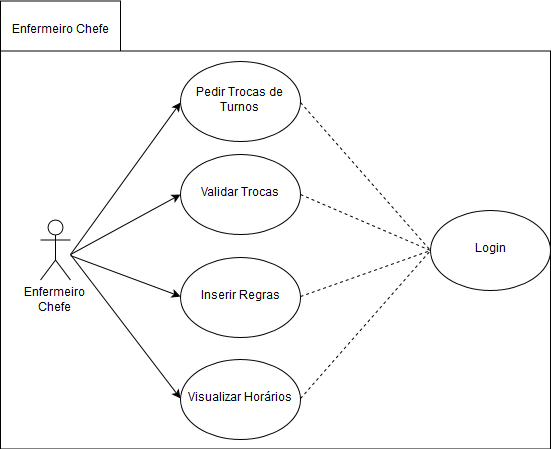 Enfermeiro Chefe
Pedir Trocas de
Turnos
Validar Trocas
Login
Enfermeiro
Chefe
Inserir Regras
Visualizar Horários